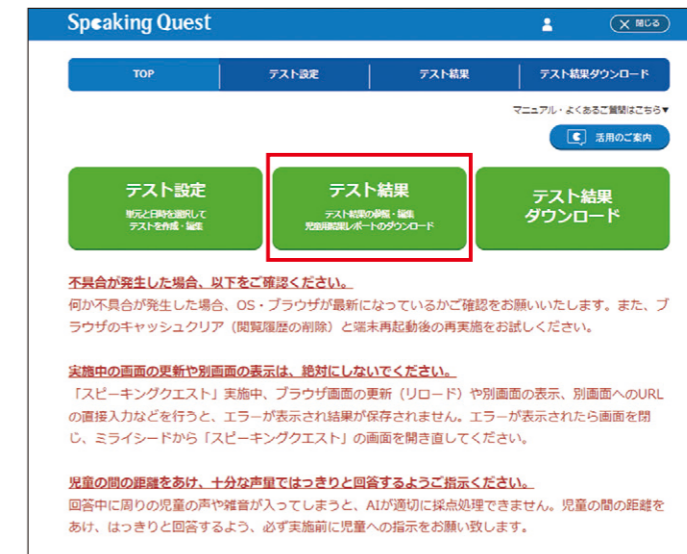 Speaking Quest
× 閉じる
TOP
テスト設定
テスト結果
テスト結果ダウンロード
マニュアル・よくあるご質問はこちら▼
活用のご案内
テスト設定
単元と日時を選択して
テストを作成・編集
テスト結果
テスト結果の参照・編集
児童用結果レポートのダウンロード
テスト結果
ダウンロード
不具合が発生した場合、以下をご確認ください。
何か不具合が発生した場合、OS・ブラウザが最新になっているかご確認をお願いいたします。また、ブ
ラウザのキャッシュクリア（閲覧履歴の削除）と端末再起動後の再実施をお試しください。
実施中の画面の更新や別画面の表示は、絶対にしないでください。
「スピーキングクエスト」実施中、ブラウザ画面の更新（リロード）や別画面の表示、別画面へのURL
の直接入力などを行うと、エラーが表示され結果が保存されません。エラーが表示されたら画面を閉
じ、ミライシードから「スピーキングクエスト」の画面を開き直してください。
児童の間の距離をあけ、十分な声量ではっきりと回答するようご指示ください。
回答中に周りの児童の声や雑音が入ってしまうと、AIが適切に採点処理できません。児童の間の距離を
あけ、はっきりと回答するよう、必ず実施前に児童への指示をお願い致します。